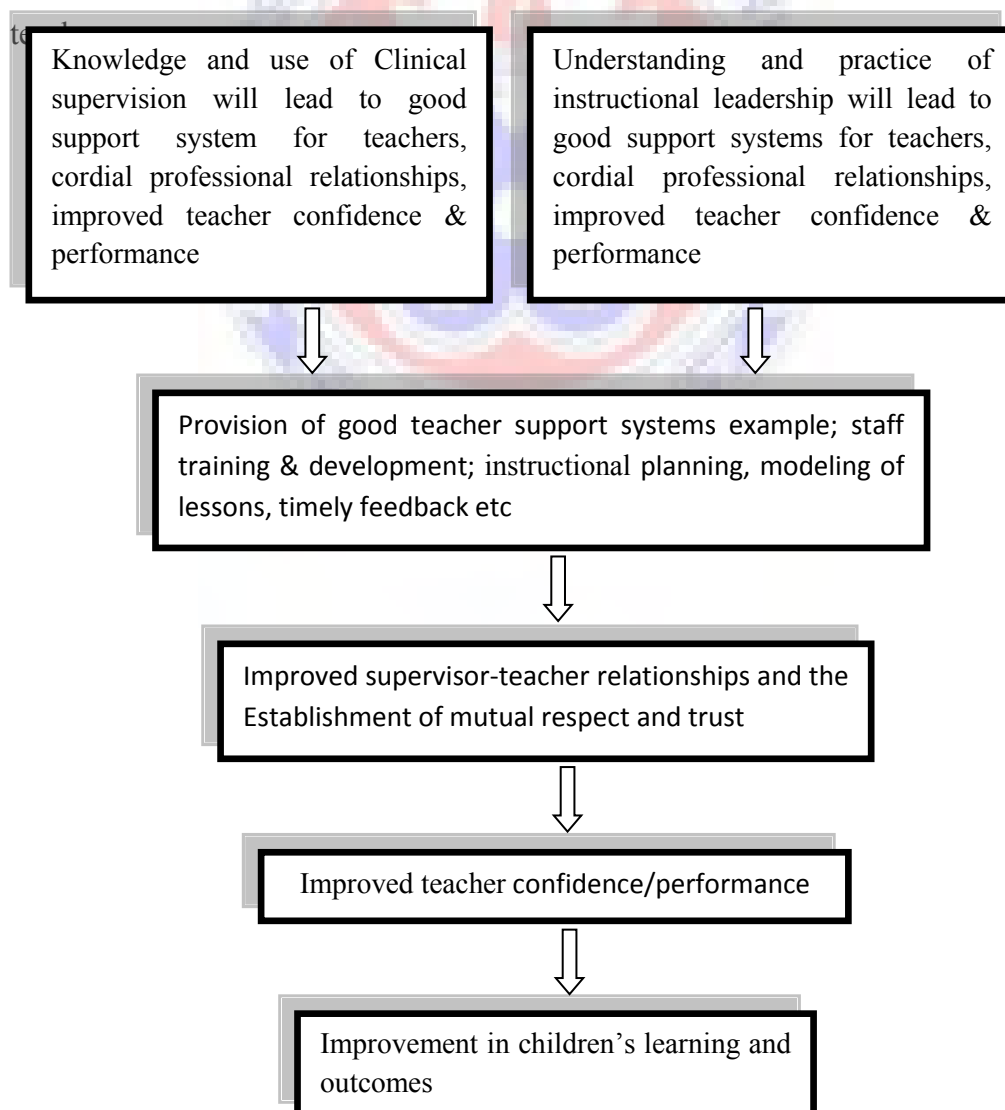 Knowledge and use of Clinical
supervision will lead to good
support system for teachers,
cordial professional relationships,
improved teacher confidence &
performance
Understanding and practice of
instructional leadership will lead to
good support systems for teachers,
cordial professional relationships,
improved teacher confidence &
performance
Provision of good teacher support systems example; staff
training & development; instructional planning, modeling of
lessons, timely feedback etc
Improved supervisor-teacher relationships and the
Establishment of mutual respect and trust
Improved teacher confidence/performance
Improvement in children’s learning and
outcomes